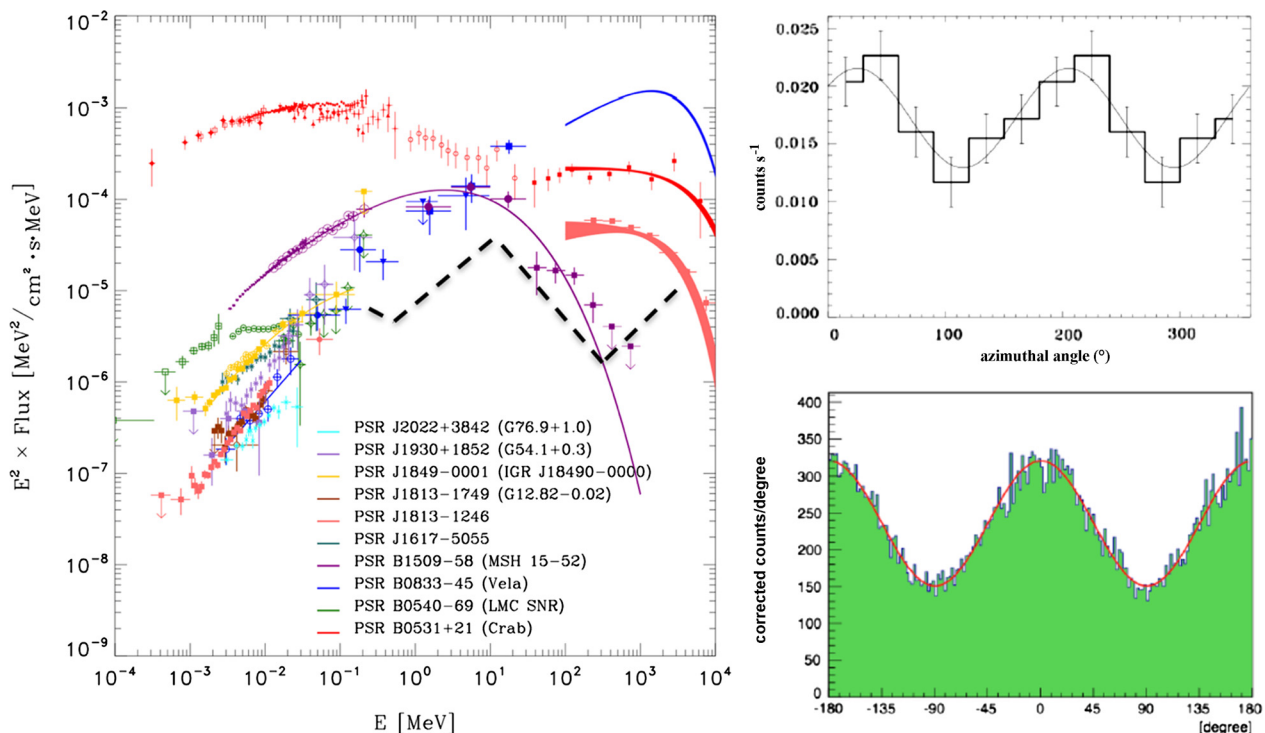 10⁻²
10⁻³
10⁻⁴
10⁻⁵
10⁻⁶
10⁻⁷
10⁻⁸
10⁻⁹
E² × Flux [MeV²/cm²·s·MeV]
PSR J2022+3842 (G76.9+1.0)
PSR J1930+1852 (G54.1+0.3)
PSR J1849-0001 (IGR J18490-0000)
PSR J1813-1749 (G12.82-0.02)
PSR J1813-1246
PSR J1617-5055
PSR B1509-58 (MSH 15-52)
PSR B0833-45 (Vela)
PSR B0540-69 (LMC SNR)
PSR B0531+21 (Crab)
10⁻⁴ 10⁻³ 10⁻² 10⁻¹ 10⁰ 10¹ 10² 10³ 10⁴
E [MeV]
0.025
0.020
0.015
0.010
0.005
0.000
counts s⁻¹
0 100 200 300
azimuthal angle (°)
400
350
300
250
200
150
100
50
0
corrected counts/degree
-180 -135 -90 -45 0 45 90 135 180
[degree]